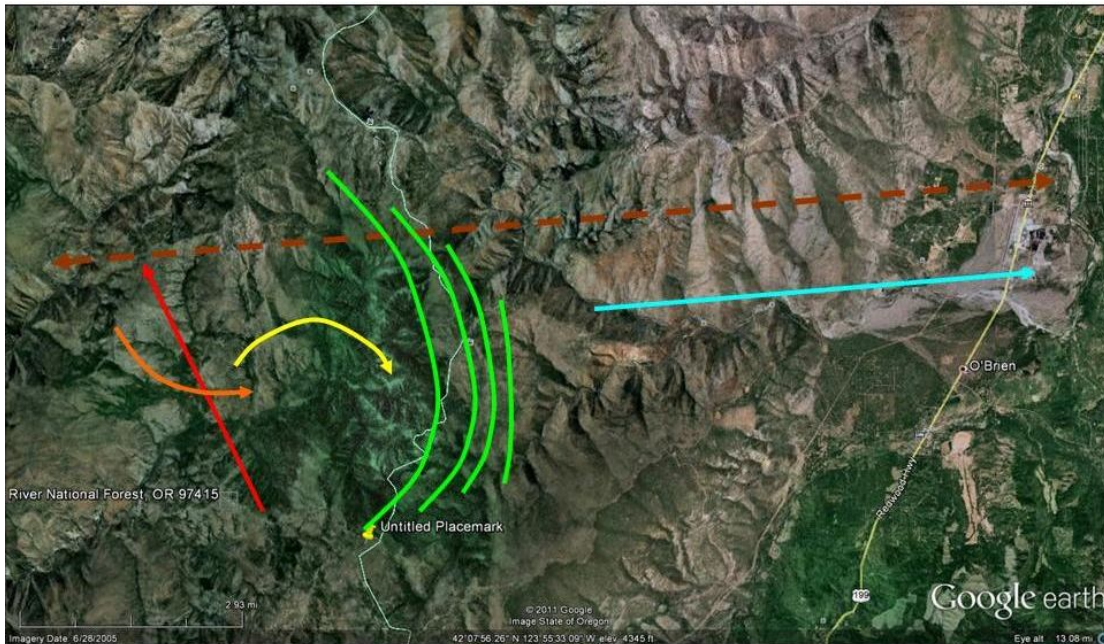 O'Brien
River National Forest, OR 97415
Untitled Placemark
Redwood Hwy
199
2.93 mi
© 2011 Google
Image State of Oregon
Google earth
Imagery Date: 6/28/2005
42°07'56.26" N 123°55'33.09" W elev 4345 ft
Eye alt 13.08 mi